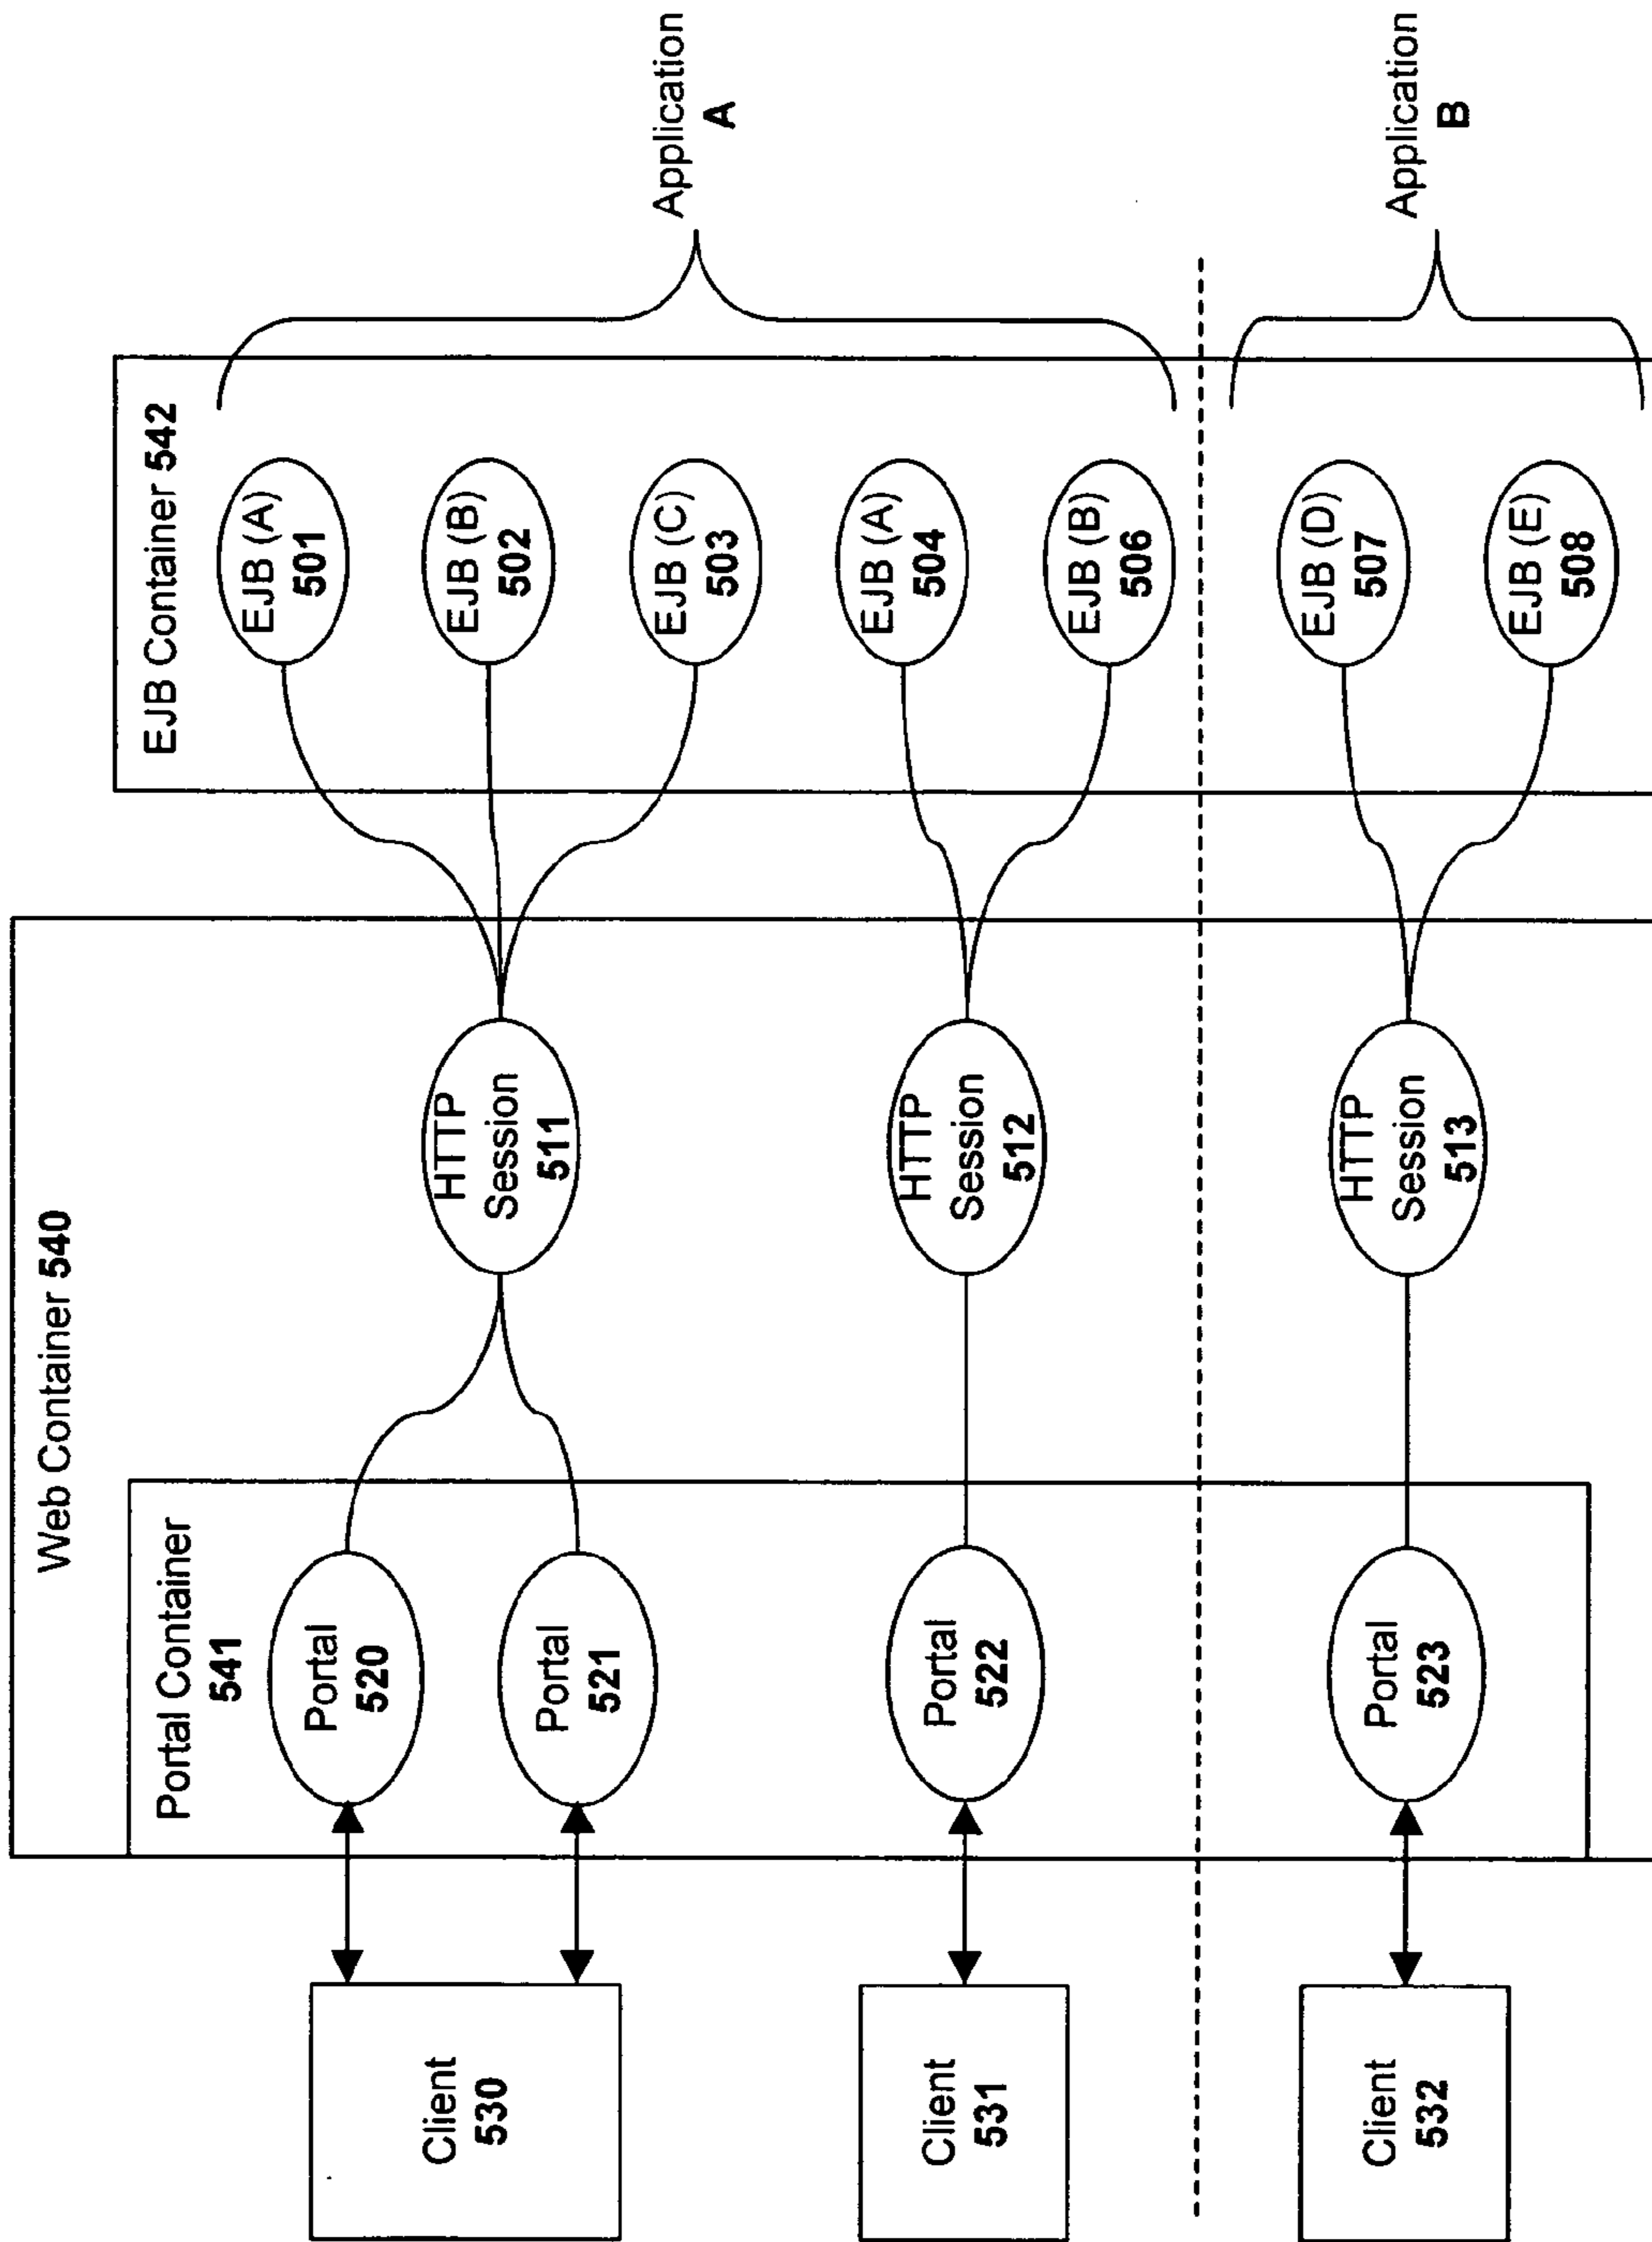 Web Container 540
EJB Container 542
Portal Container
541
Client
530
Portal
520
Portal
521
HTTP
Session
511
EJB (A)
501
EJB (B)
502
EJB (C)
503
Client
531
Portal
522
HTTP
Session
512
EJB (A)
504
EJB (B)
506
Application
A
Client
532
Portal
523
HTTP
Session
513
EJB (D)
507
EJB (E)
508
Application
B